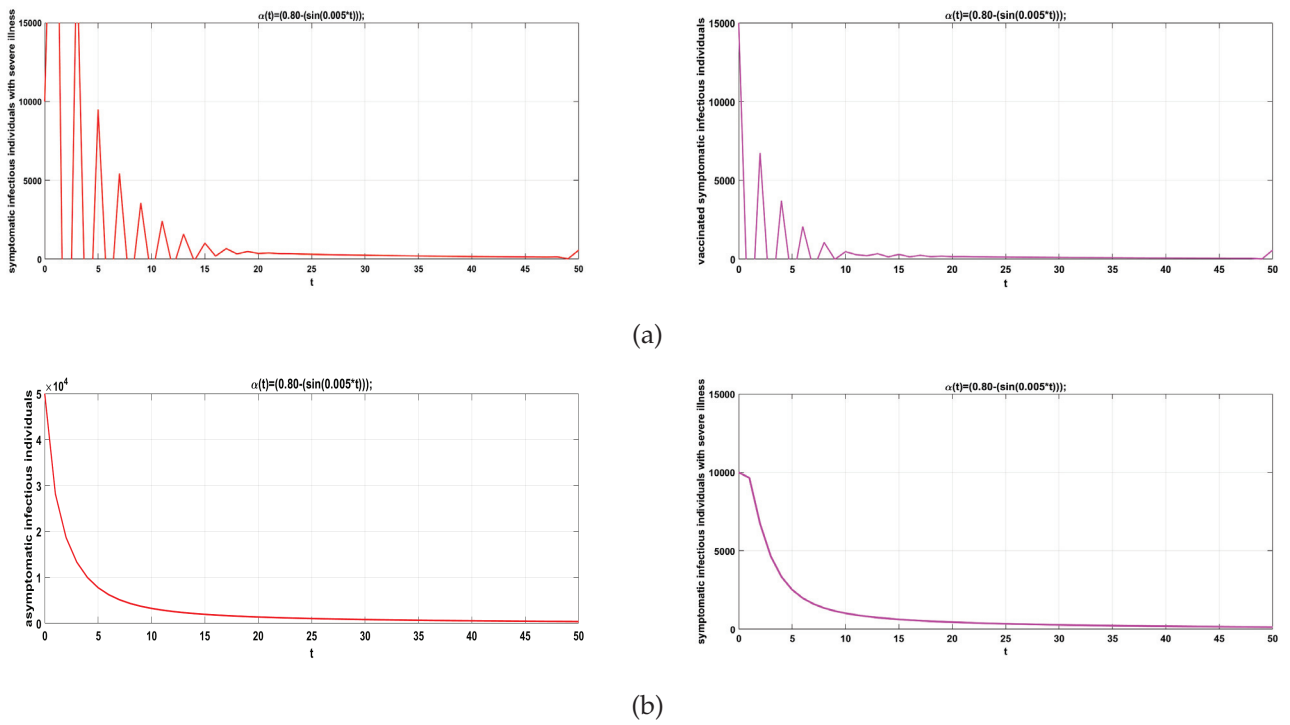 α(t)=(0.80-(sin(0.005*t)));
symptomatic infectious individuals with severe illness
15000
10000
5000
0
0 5 10 15 20 25 30 35 40 45 50
t
α(t)=(0.80-(sin(0.005*t)));
vaccinated symptomatic infectious individuals
15000
10000
5000
0
0 5 10 15 20 25 30 35 40 45 50
t
(a)
α(t)=(0.80-(sin(0.005*t)));
×10⁴
asymptomatic infectious individuals
5
4
3
2
1
0
0 5 10 15 20 25 30 35 40 45 50
t
α(t)=(0.80-(sin(0.005*t)));
symptomatic infectious individuals with severe illness
15000
10000
5000
0
0 5 10 15 20 25 30 35 40 45 50
t
(b)